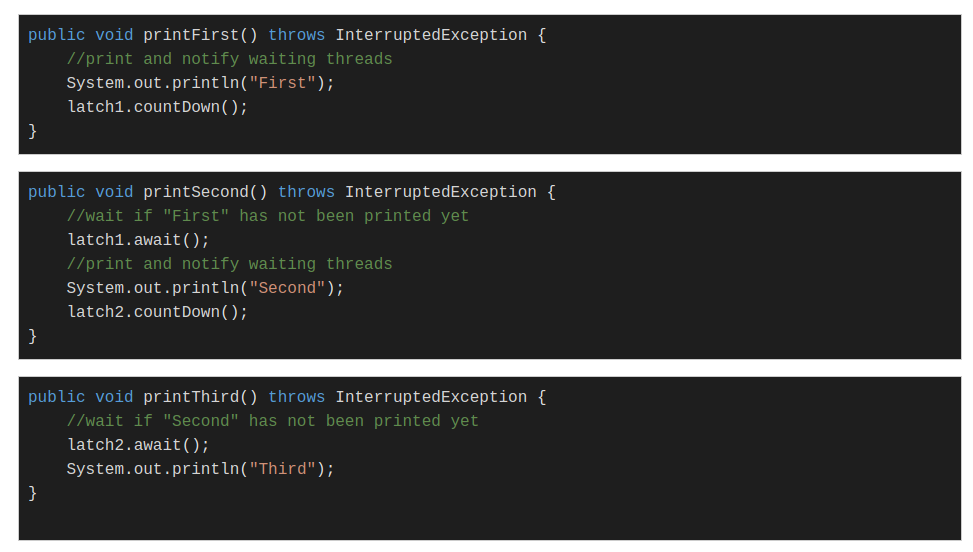 public void printFirst() throws InterruptedException {
    //print and notify waiting threads
    System.out.println("First");
    latch1.countDown();
}
public void printSecond() throws InterruptedException {
    //wait if "First" has not been printed yet
    latch1.await();
    //print and notify waiting threads
    System.out.println("Second");
    latch2.countDown();
}
public void printThird() throws InterruptedException {
    //wait if "Second" has not been printed yet
    latch2.await();
    System.out.println("Third");
}